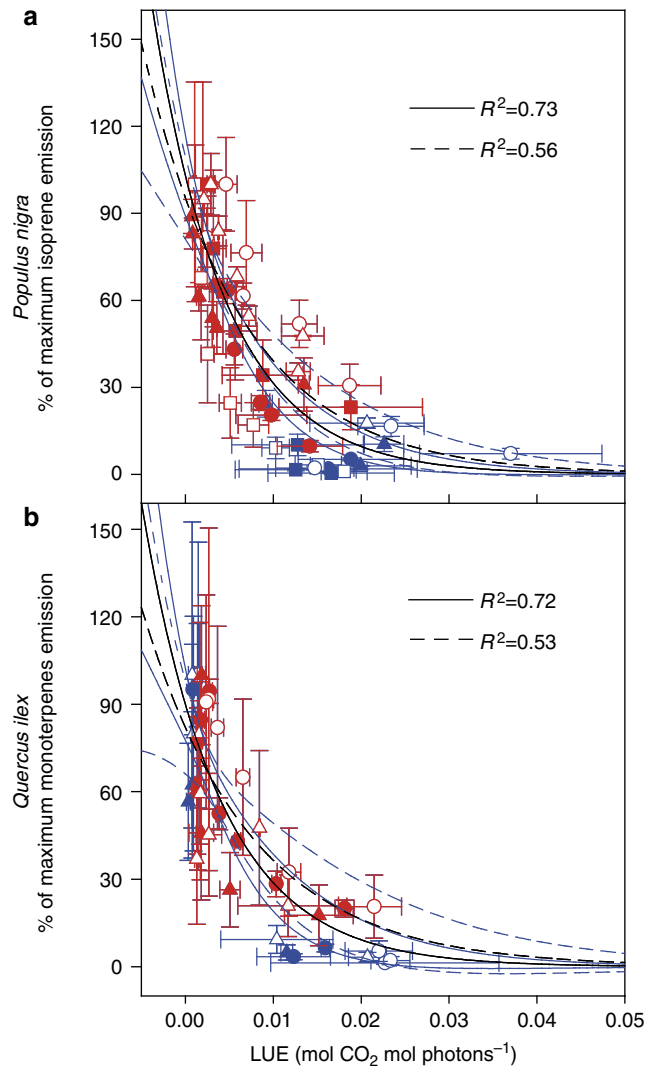 a
150
120
90
60
30
0
Populus nigra
% of maximum isoprene emission
R²=0.73
R²=0.56
b
150
120
90
60
30
0
Quercus ilex
% of maximum monoterpenes emission
R²=0.72
R²=0.53
0.00 0.01 0.02 0.03 0.04 0.05
LUE (mol CO₂ mol photons⁻¹)